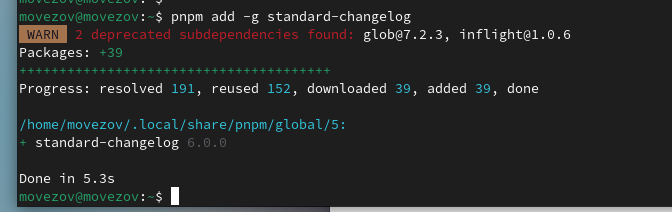 movezov@movezov:~$
movezov@movezov:~$ pnpm add -g standard-changelog
WARN 2 deprecated subdependencies found: glob@7.2.3, inflight@1.0.6
Packages: +39
+++++++++++++++++++++++++++++++++++++++
Progress: resolved 191, reused 152, downloaded 39, added 39, done
/home/movezov/.local/share/pnpm/global/5:
+ standard-changelog 6.0.0
Done in 5.3s
movezov@movezov:~$